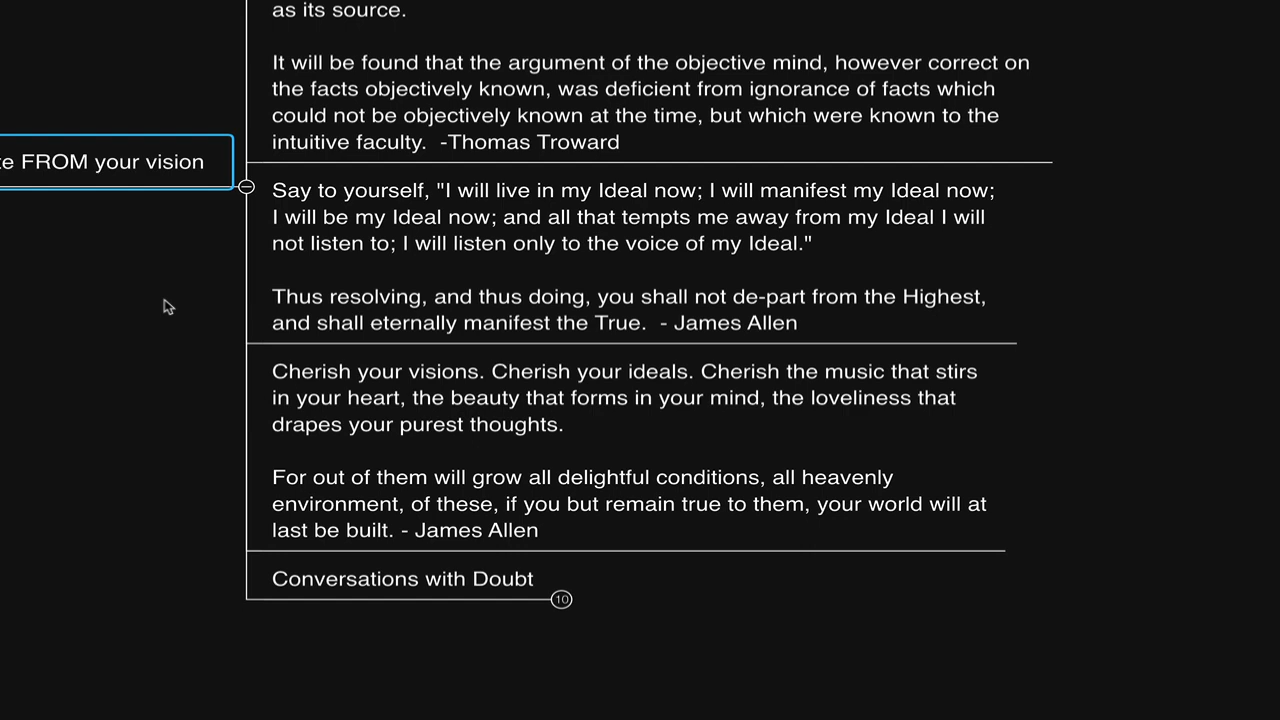 as its source.
It will be found that the argument of the objective mind, however correct on
the facts objectively known, was deficient from ignorance of facts which
could not be objectively known at the time, but which were known to the
intuitive faculty.  -Thomas Troward
te FROM your vision
Say to yourself, "I will live in my Ideal now; I will manifest my Ideal now;
I will be my Ideal now; and all that tempts me away from my Ideal I will
not listen to; I will listen only to the voice of my Ideal."
Thus resolving, and thus doing, you shall not de-part from the Highest,
and shall eternally manifest the True.  - James Allen
Cherish your visions. Cherish your ideals. Cherish the music that stirs
in your heart, the beauty that forms in your mind, the loveliness that
drapes your purest thoughts.
For out of them will grow all delightful conditions, all heavenly
environment, of these, if you but remain true to them, your world will at
last be built. - James Allen
Conversations with Doubt
10